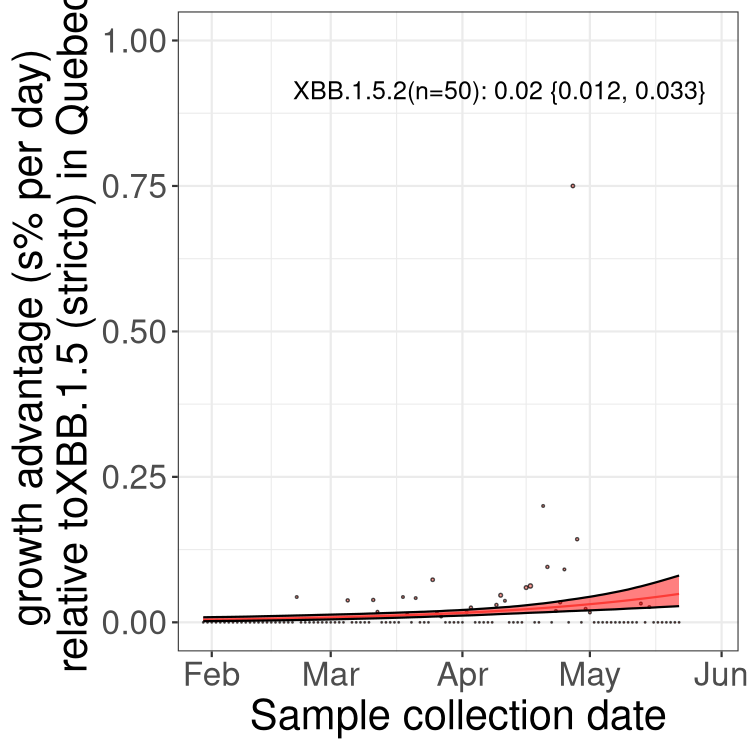 growth advantage (s% per day)
relative toXBB.1.5 (stricto) in Quebec
1.00
0.75
0.50
0.25
0.00
XBB.1.5.2(n=50): 0.02 {0.012, 0.033}
Feb Mar Apr May Jun
Sample collection date